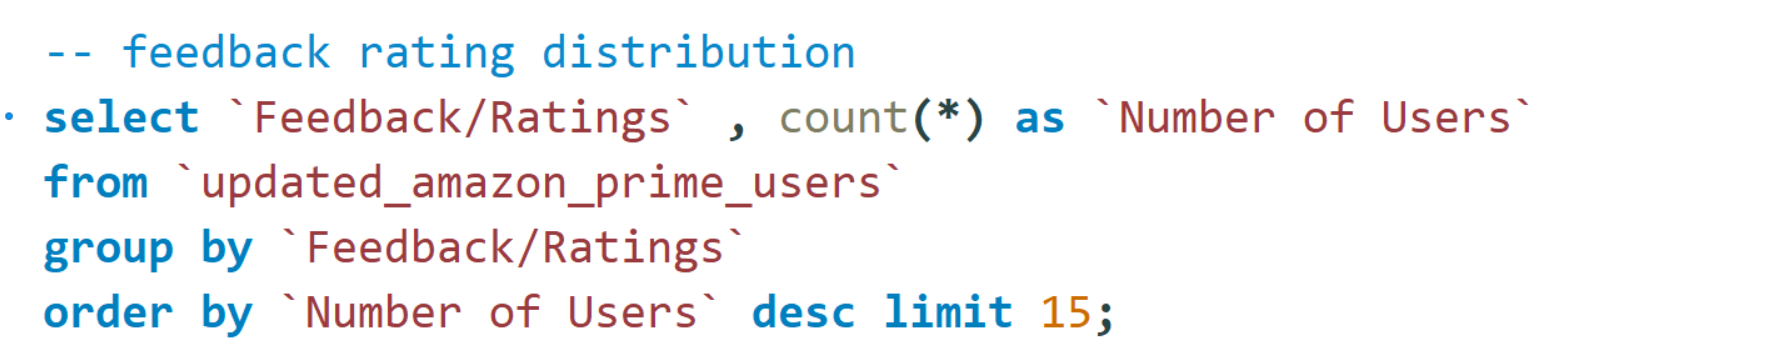 -- feedback rating distribution
select `Feedback/Ratings` , count(*) as `Number of Users`
from `updated_amazon_prime_users`
group by `Feedback/Ratings`
order by `Number of Users` desc limit 15;